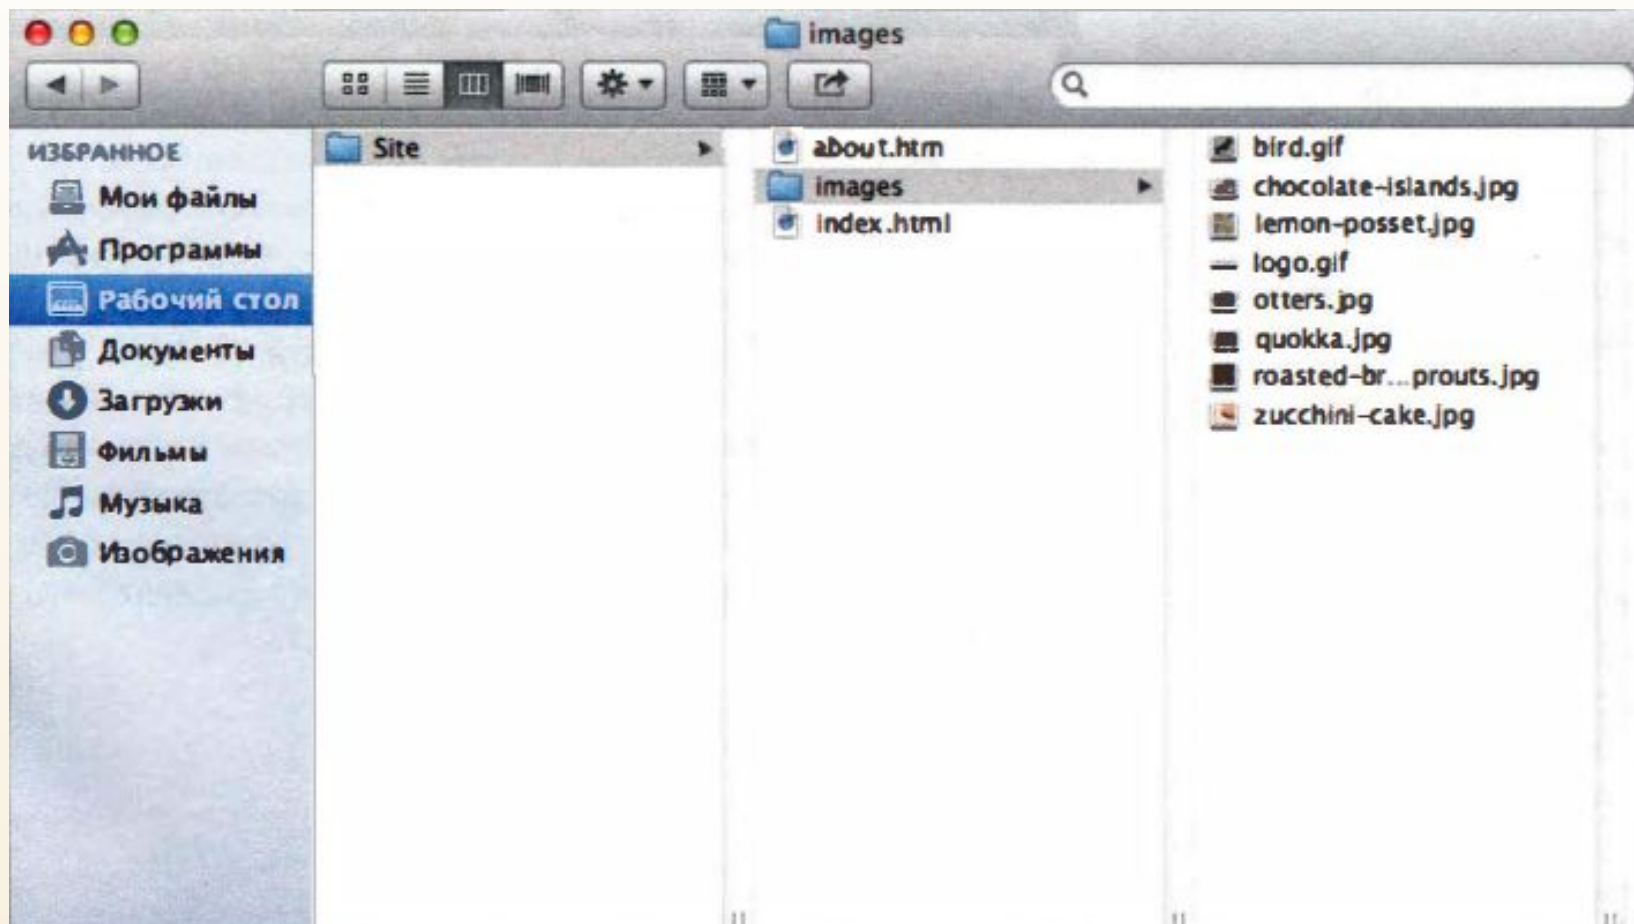 images
ИЗБРАННОЕ
Мои файлы
Программы
Рабочий стол
Документы
Загрузки
Фильмы
Музыка
Изображения
Site
about.htm
images
index.html
bird.gif
chocolate-islands.jpg
lemon-posset.jpg
logo.gif
otters.jpg
quokka.jpg
roasted-br...prouts.jpg
zucchini-cake.jpg